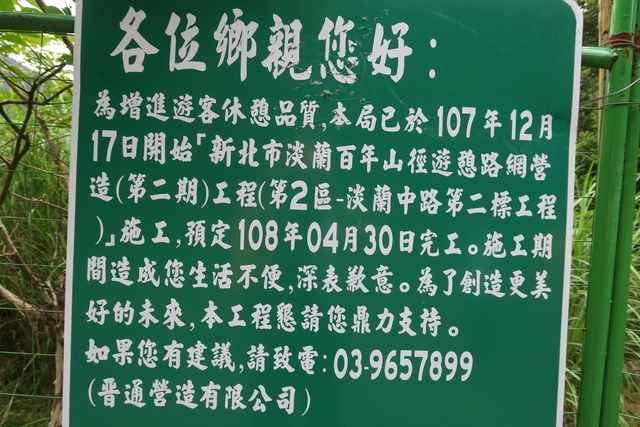 各位鄉親您好：
為增進遊客休憩品質,本局已於107年12月
17日開始「新北市淡蘭百年山徑遊憩路網營
造(第二期)工程(第2區-淡蘭中路第二標工程
)」施工,預定108年04月30日完工。施工期
間造成您生活不便,深表歉意。為了創造更美
好的未來,本工程懇請您鼎力支持。
如果您有建議,請致電:03-9657899
(晋通營造有限公司)